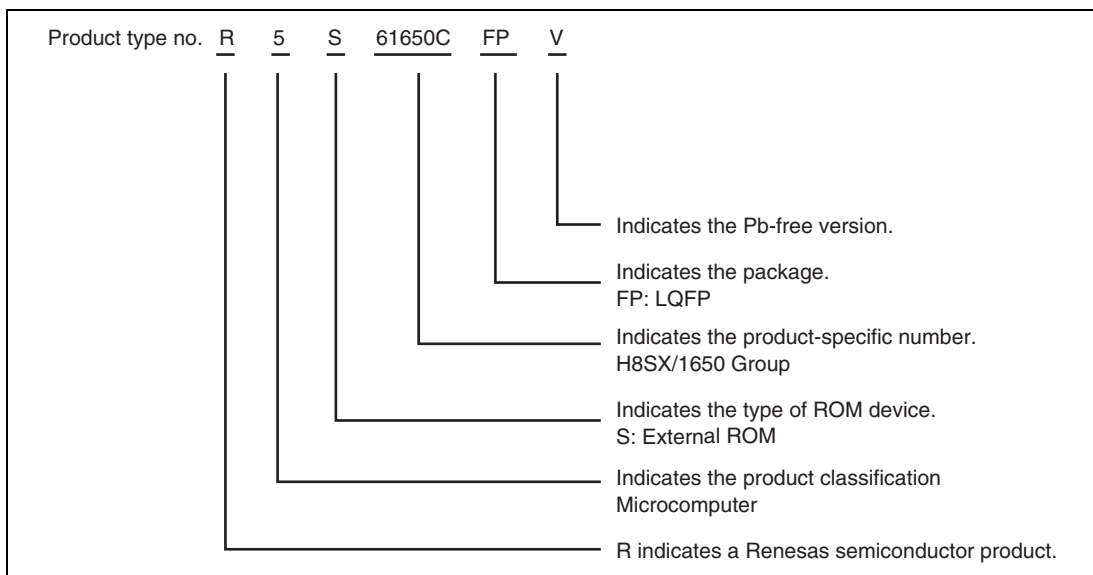 Product type no. R 5 S 61650C FP V
Indicates the Pb-free version.
Indicates the package.
FP: LQFP
Indicates the product-specific number.
H8SX/1650 Group
Indicates the type of ROM device.
S: External ROM
Indicates the product classification
Microcomputer
R indicates a Renesas semiconductor product.